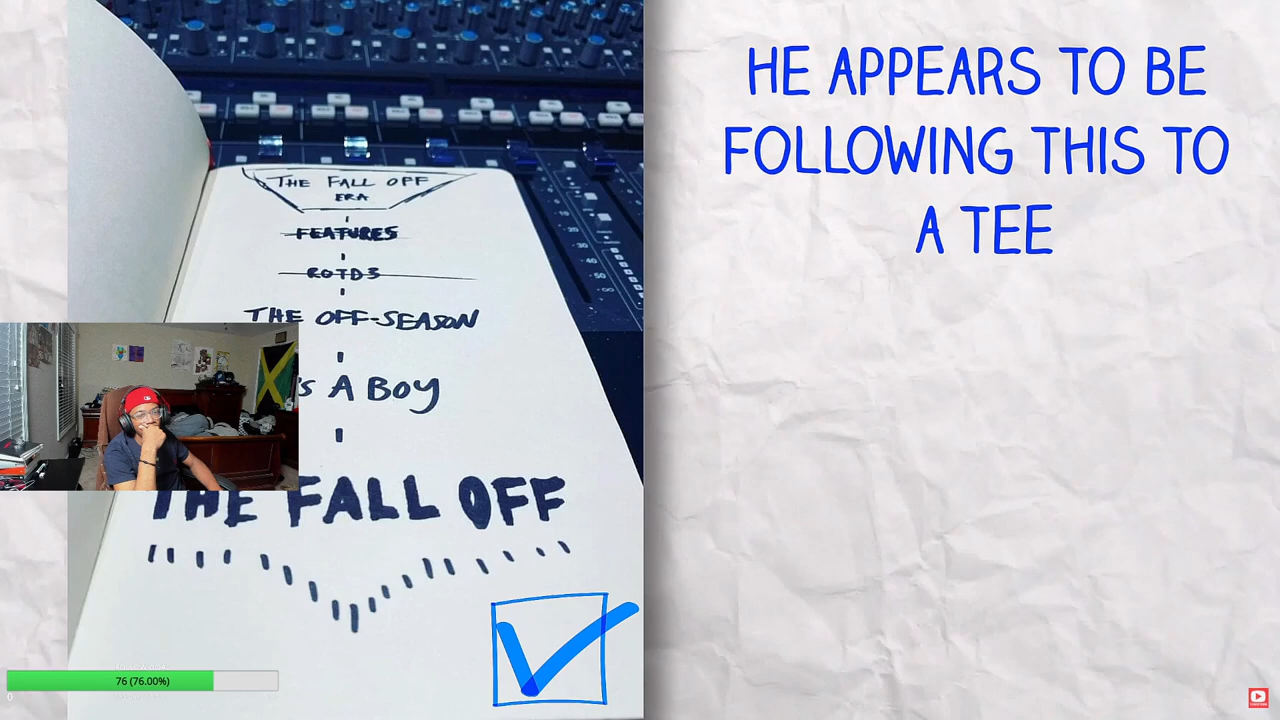 HE APPEARS TO BE
FOLLOWING THIS TO
A TEE
THE FALL OFF
ERA
FEATURES
ROTD3
THE OFF-SEASON
'S A BOY
THE FALL OFF
76 (76.00%)
0